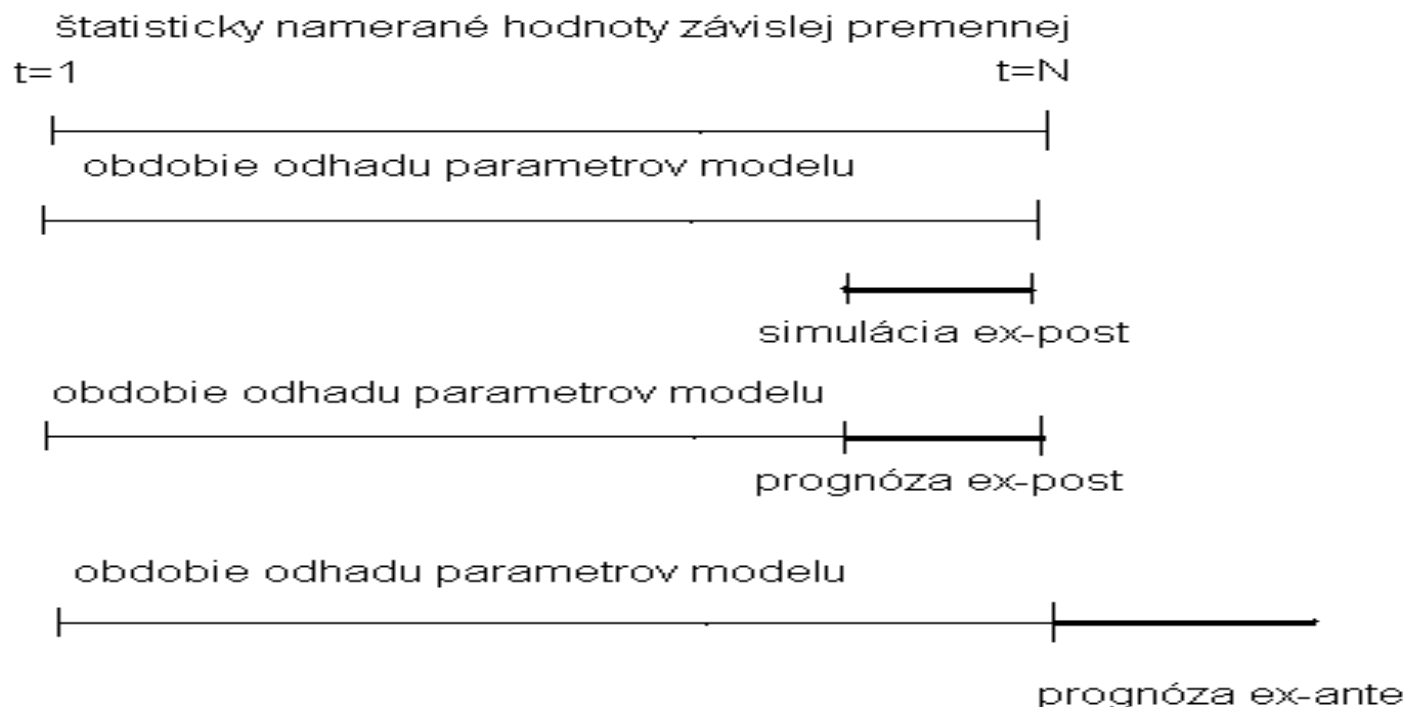 štatisticky namerané hodnoty závislej premennej
t=1 t=N
obdobie odhadu parametrov modelu
simulácia ex-post
obdobie odhadu parametrov modelu
prognóza ex-post
obdobie odhadu parametrov modelu
prognóza ex-ante